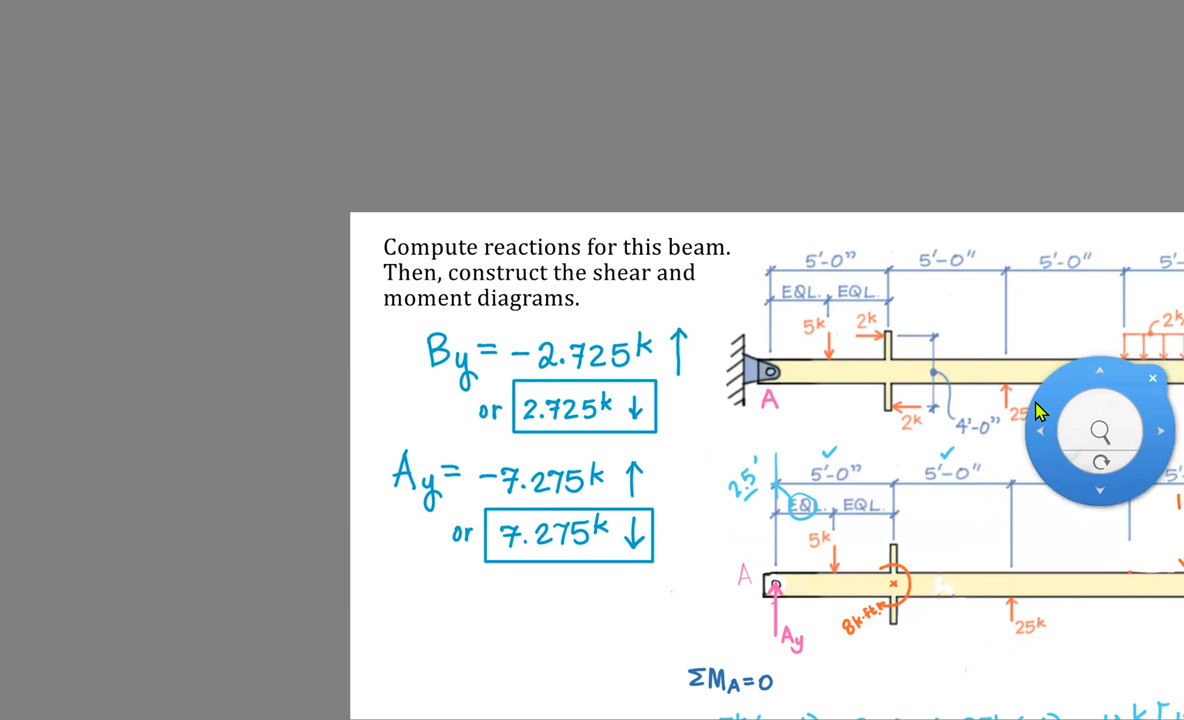 Compute reactions for this beam.
Then, construct the shear and
moment diagrams.
By = -2.725k ↑
or 2.725k ↓
Ay = -7.275k ↑
or 7.275k ↓
5'-0" 5'-0" 5'-0" 5'-
EQL. EQL.
5k 2k 2k
A
2k 4'-0" 25
2.5' 5'-0" 5'-0"
EQL. EQL.
5k
A
8k·ft.
25k
Ay
ΣMA=0